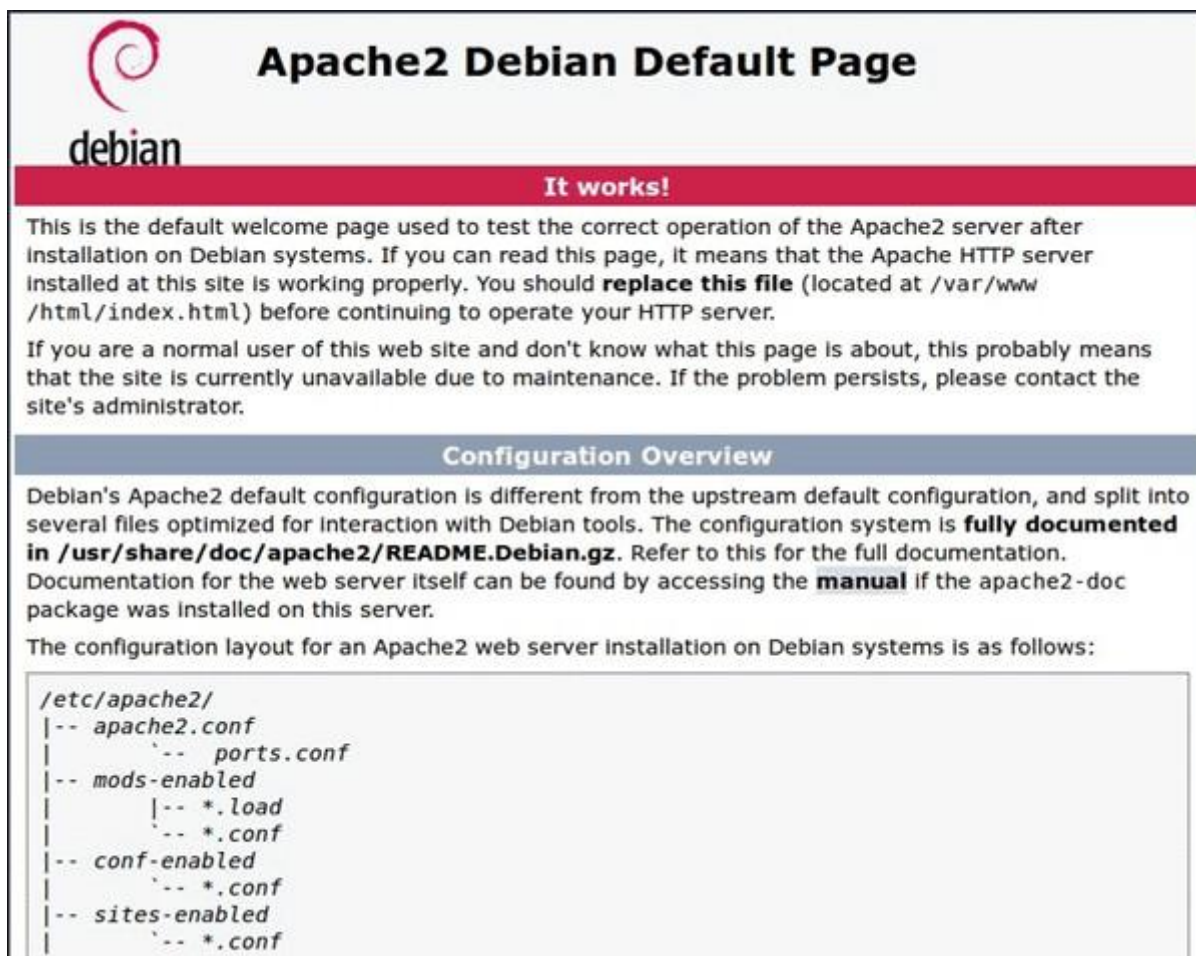 debian
Apache2 Debian Default Page
It works!
This is the default welcome page used to test the correct operation of the Apache2 server after
installation on Debian systems. If you can read this page, it means that the Apache HTTP server
installed at this site is working properly. You should replace this file (located at /var/www
/html/index.html) before continuing to operate your HTTP server.
If you are a normal user of this web site and don't know what this page is about, this probably means
that the site is currently unavailable due to maintenance. If the problem persists, please contact the
site's administrator.
Configuration Overview
Debian's Apache2 default configuration is different from the upstream default configuration, and split into
several files optimized for interaction with Debian tools. The configuration system is fully documented
in /usr/share/doc/apache2/README.Debian.gz. Refer to this for the full documentation.
Documentation for the web server itself can be found by accessing the manual if the apache2-doc
package was installed on this server.
The configuration layout for an Apache2 web server installation on Debian systems is as follows:
/etc/apache2/
|-- apache2.conf
|       `--  ports.conf
|-- mods-enabled
|       |-- *.load
|       `-- *.conf
|-- conf-enabled
|       `-- *.conf
|-- sites-enabled
|       `-- *.conf